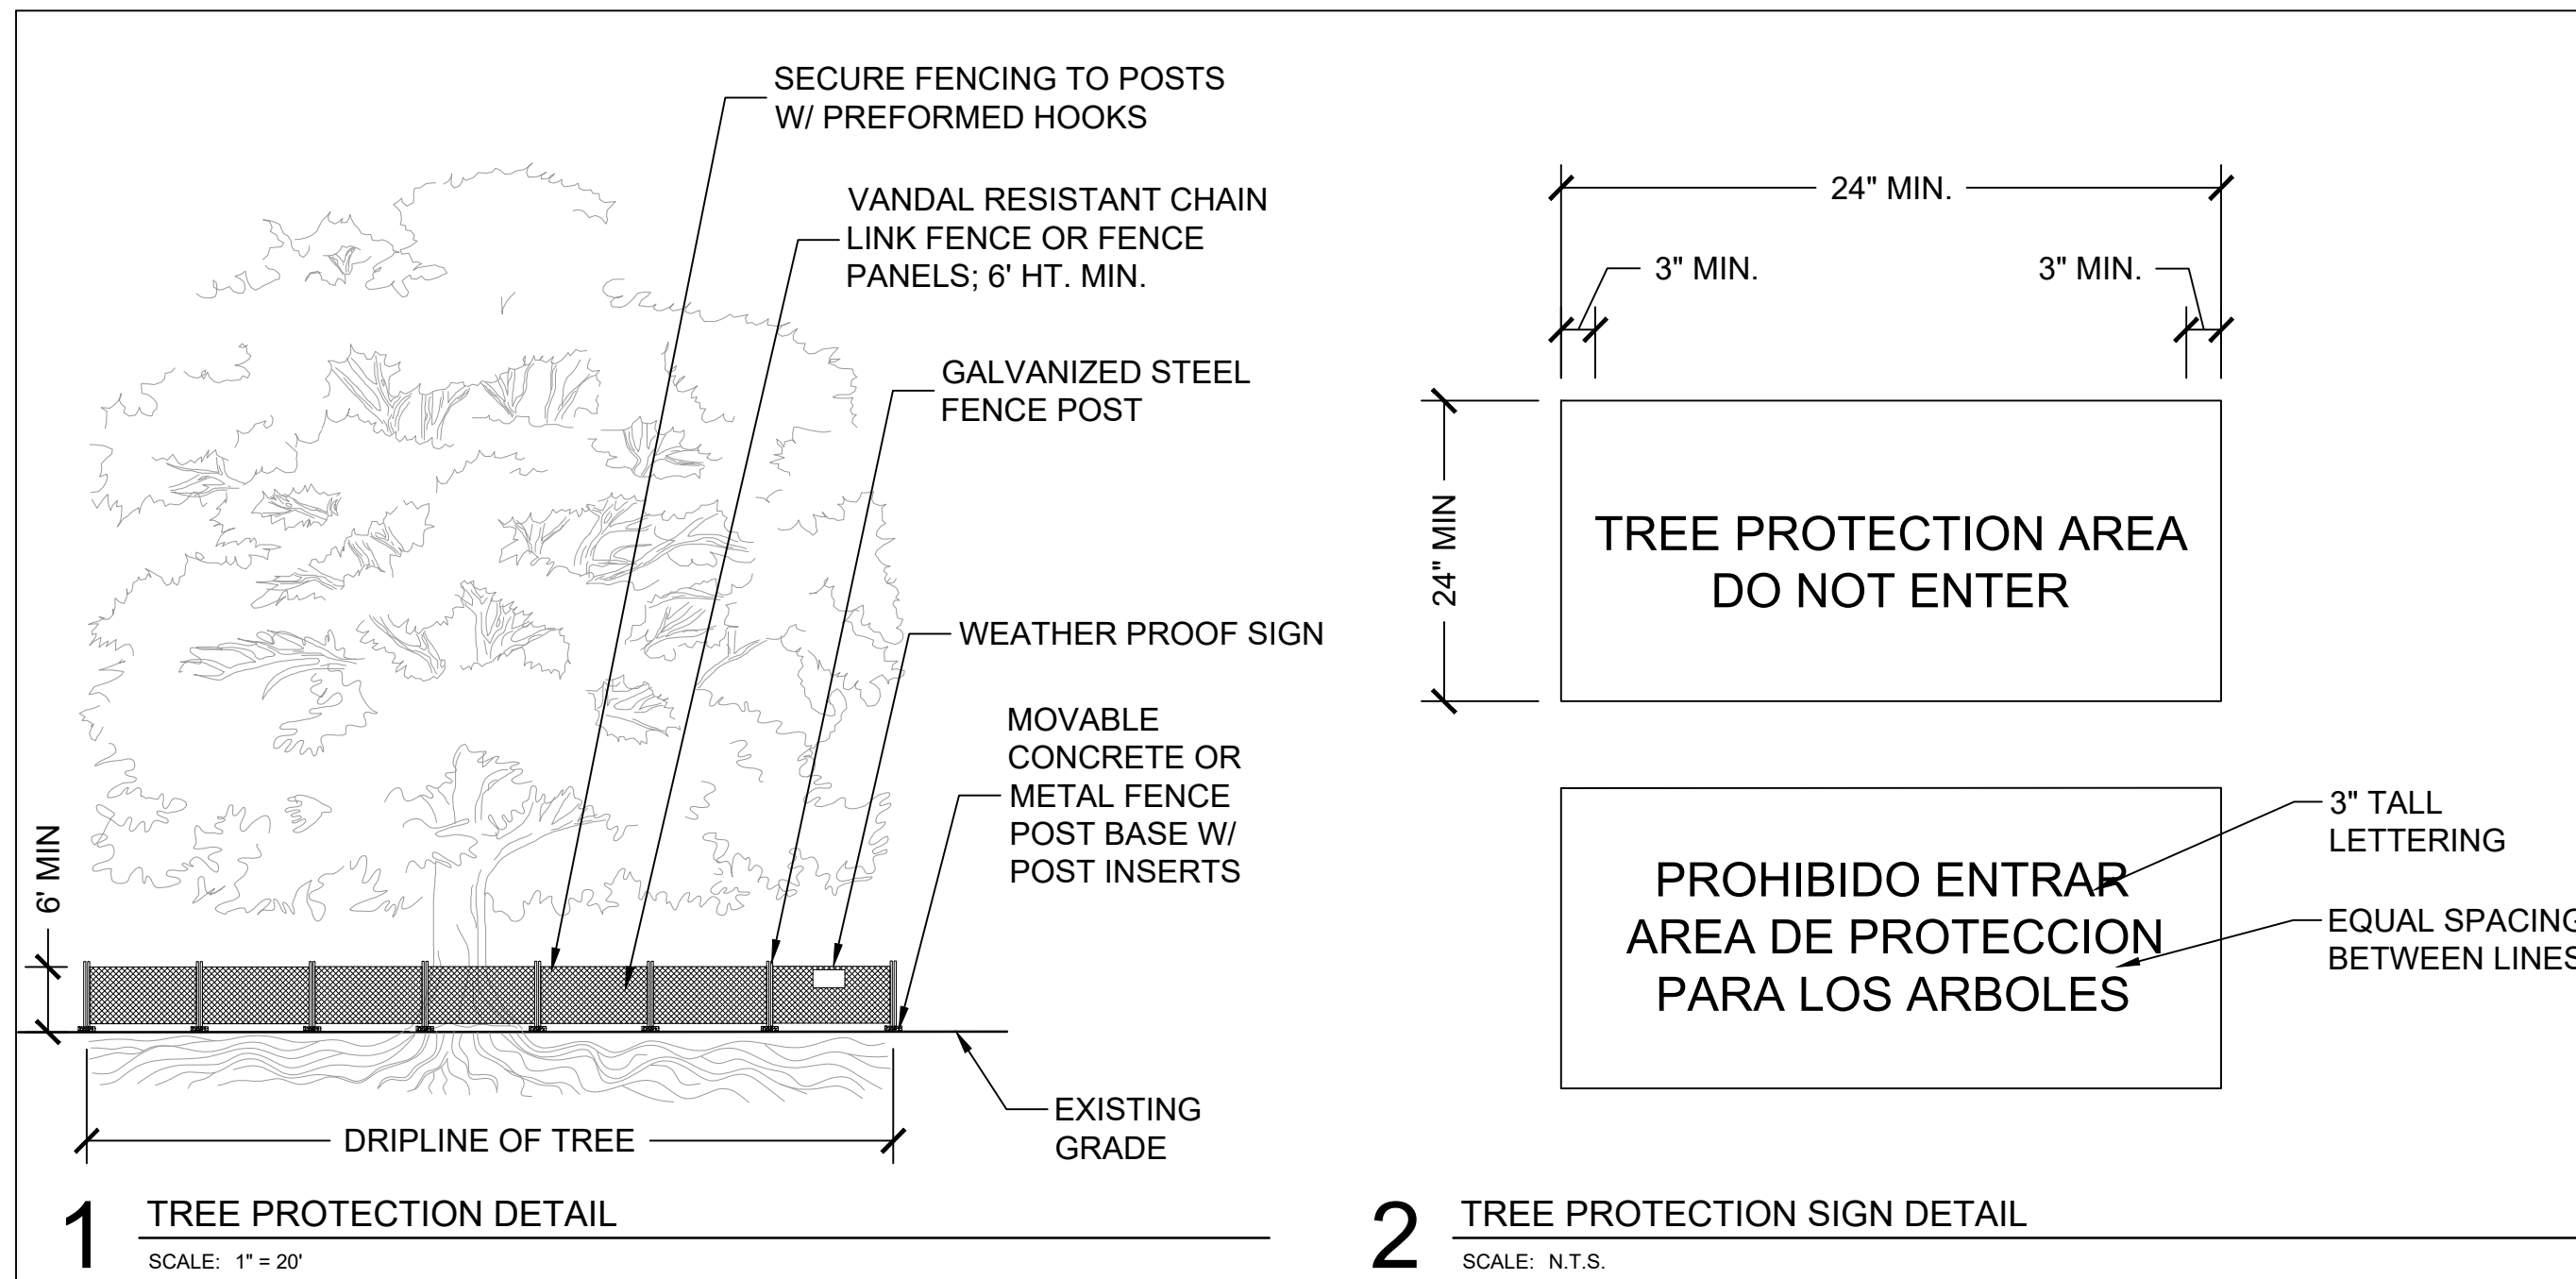 SECURE FENCING TO POSTS
W/ PREFORMED HOOKS
VANDAL RESISTANT CHAIN
LINK FENCE OR FENCE
PANELS; 6' HT. MIN.
GALVANIZED STEEL
FENCE POST
WEATHER PROOF SIGN
MOVABLE
CONCRETE OR
METAL FENCE
POST BASE W/
POST INSERTS
6' MIN
EXISTING
GRADE
DRIPLINE OF TREE
1
TREE PROTECTION DETAIL
SCALE: 1" = 20'
24" MIN.
3" MIN.
3" MIN.
24" MIN
TREE PROTECTION AREA
DO NOT ENTER
PROHIBIDO ENTRAR
AREA DE PROTECCION
PARA LOS ARBOLES
3" TALL
LETTERING
EQUAL SPACING
BETWEEN LINES
2
TREE PROTECTION SIGN DETAIL
SCALE: N.T.S.